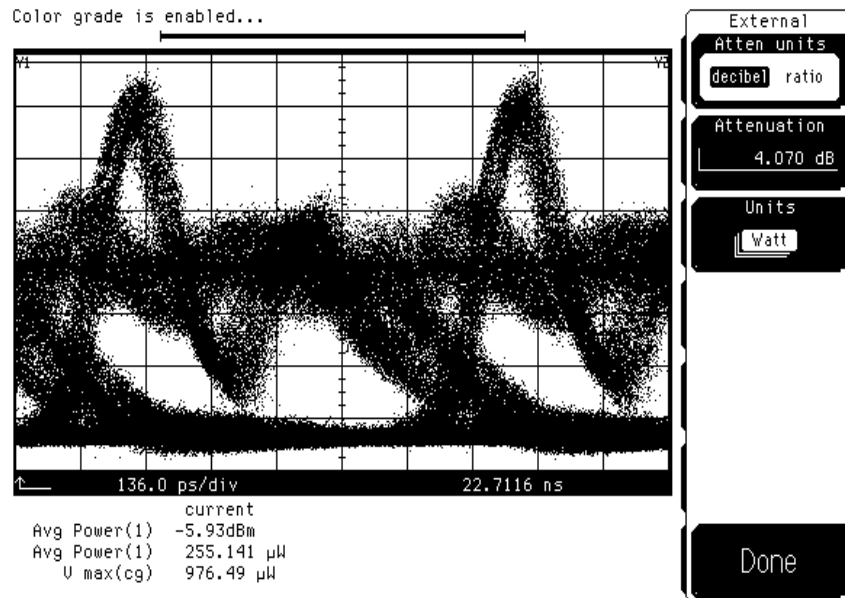 Color grade is enabled...
Y1
136.0 ps/div
22.7116 ns
current
Avg Power(1) -5.93dBm
Avg Power(1) 255.141 µW
V max(cg) 976.49 µW
External
Atten units
decibel ratio
Attenuation
4.070 dB
Units
Watt
Done